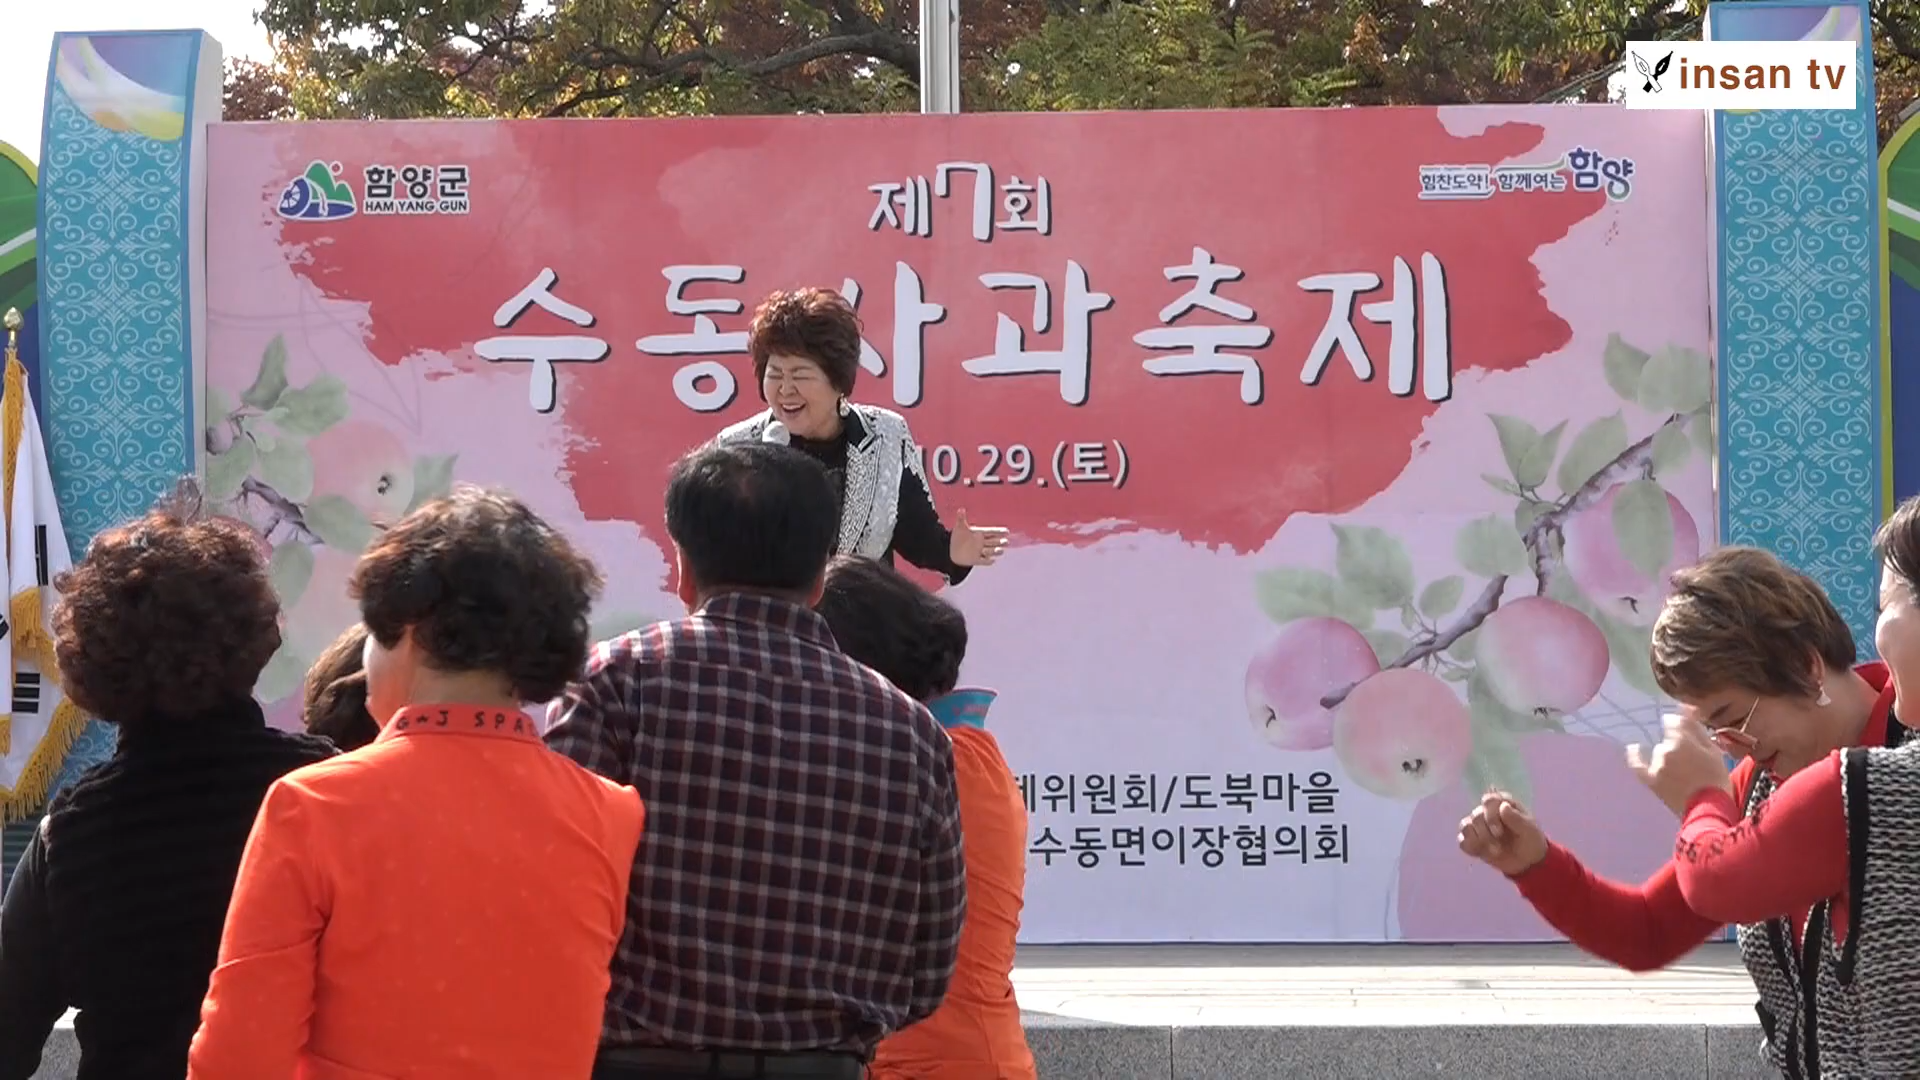 insan tv
함양군
HAM YANG GUN
제7회
힘찬도약! 함께여는 함양
수동사과축제
10.29.(토)
G★J SPA
위원회/도북마을
수동면이장협의회